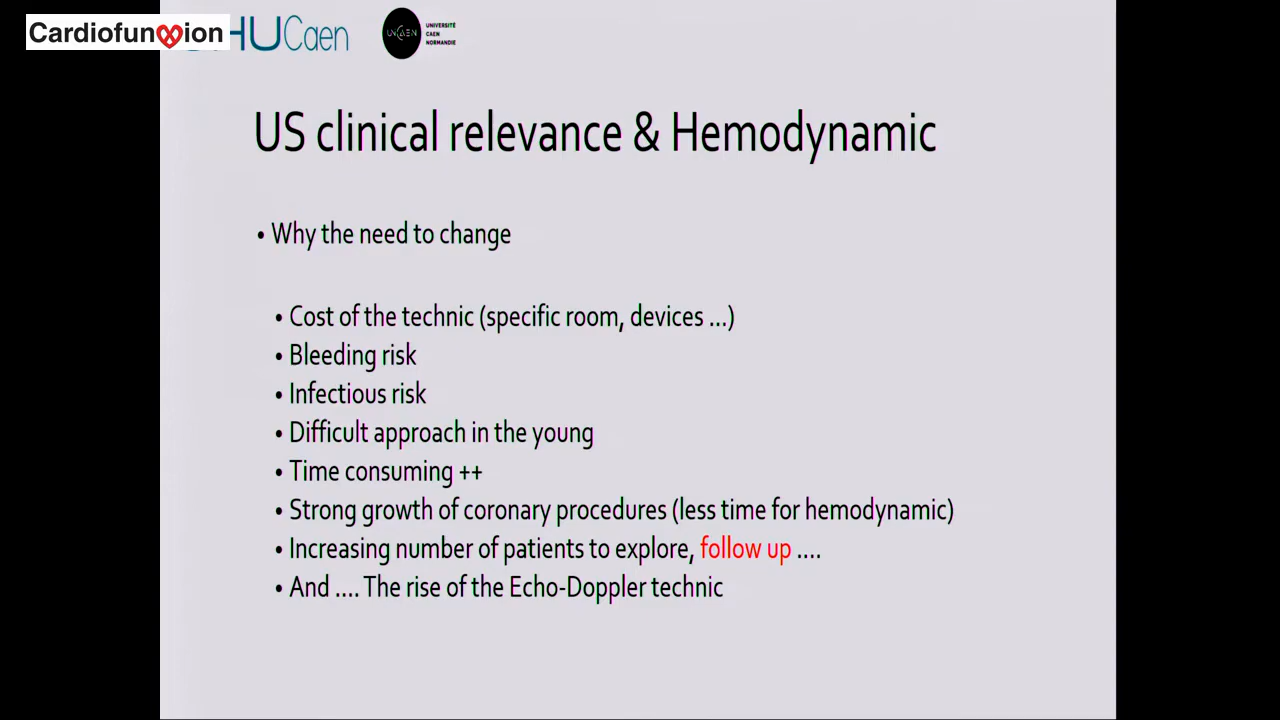 Cardiofunxion
HUCaen
UNICAEN
UNIVERSITÉ
CAEN
NORMANDIE
US clinical relevance & Hemodynamic
• Why the need to change
• Cost of the technic (specific room, devices ...)
• Bleeding risk
• Infectious risk
• Difficult approach in the young
• Time consuming ++
• Strong growth of coronary procedures (less time for hemodynamic)
• Increasing number of patients to explore, follow up ....
• And .... The rise of the Echo-Doppler technic